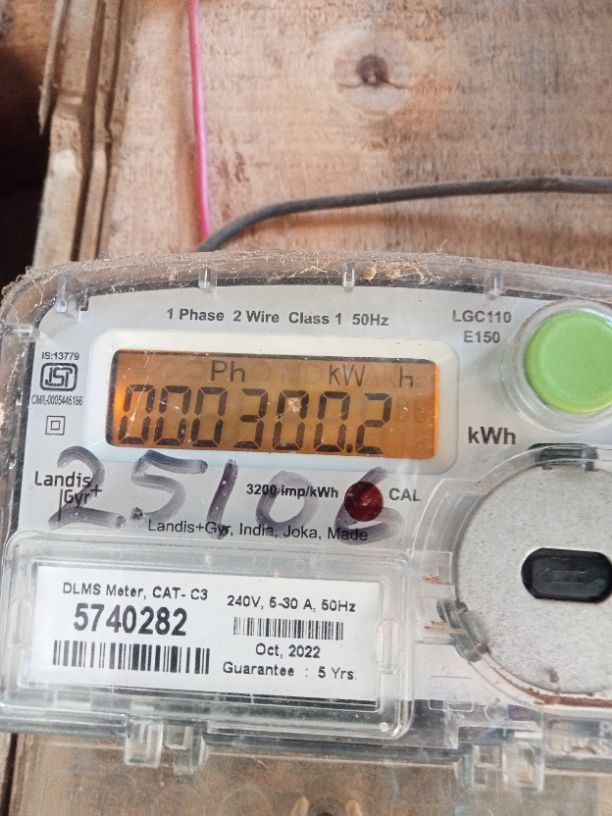 1 Phase 2 Wire Class 1 50Hz
LGC110
E150
IS:13779
CM/L-0005446166
Ph kW h
000300.2
kWh
Landis
Gyr+
3200 imp/kWh
CAL
25106
Landis+Gyr, India, Joka, Made
DLMS Meter, CAT- C3
5740282
240V, 5-30 A, 50Hz
Oct, 2022
Guarantee : 5 Yrs.